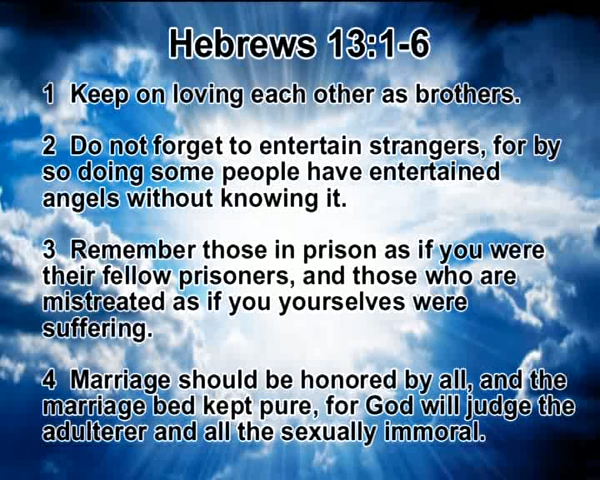 Hebrews 13:1-6
1 Keep on loving each other as brothers.
2 Do not forget to entertain strangers, for by
so doing some people have entertained
angels without knowing it.
3 Remember those in prison as if you were
their fellow prisoners, and those who are
mistreated as if you yourselves were
suffering.
4 Marriage should be honored by all, and the
marriage bed kept pure, for God will judge the
adulterer and all the sexually immoral.